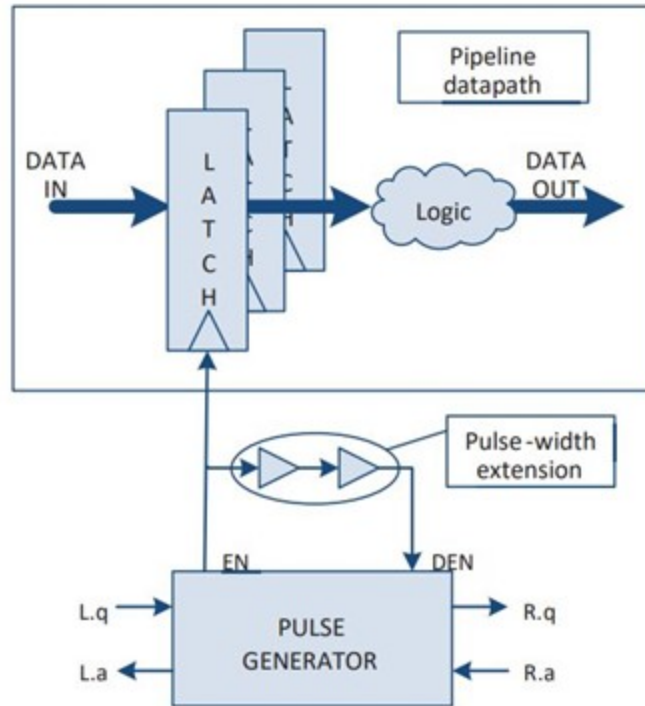 Pipeline
datapath
DATA
IN
L
A
T
C
H
A
T
C
H
A
T
C
H
Logic
DATA
OUT
Pulse-width
extension
EN
DEN
L.q
R.q
PULSE
GENERATOR
L.a
R.a